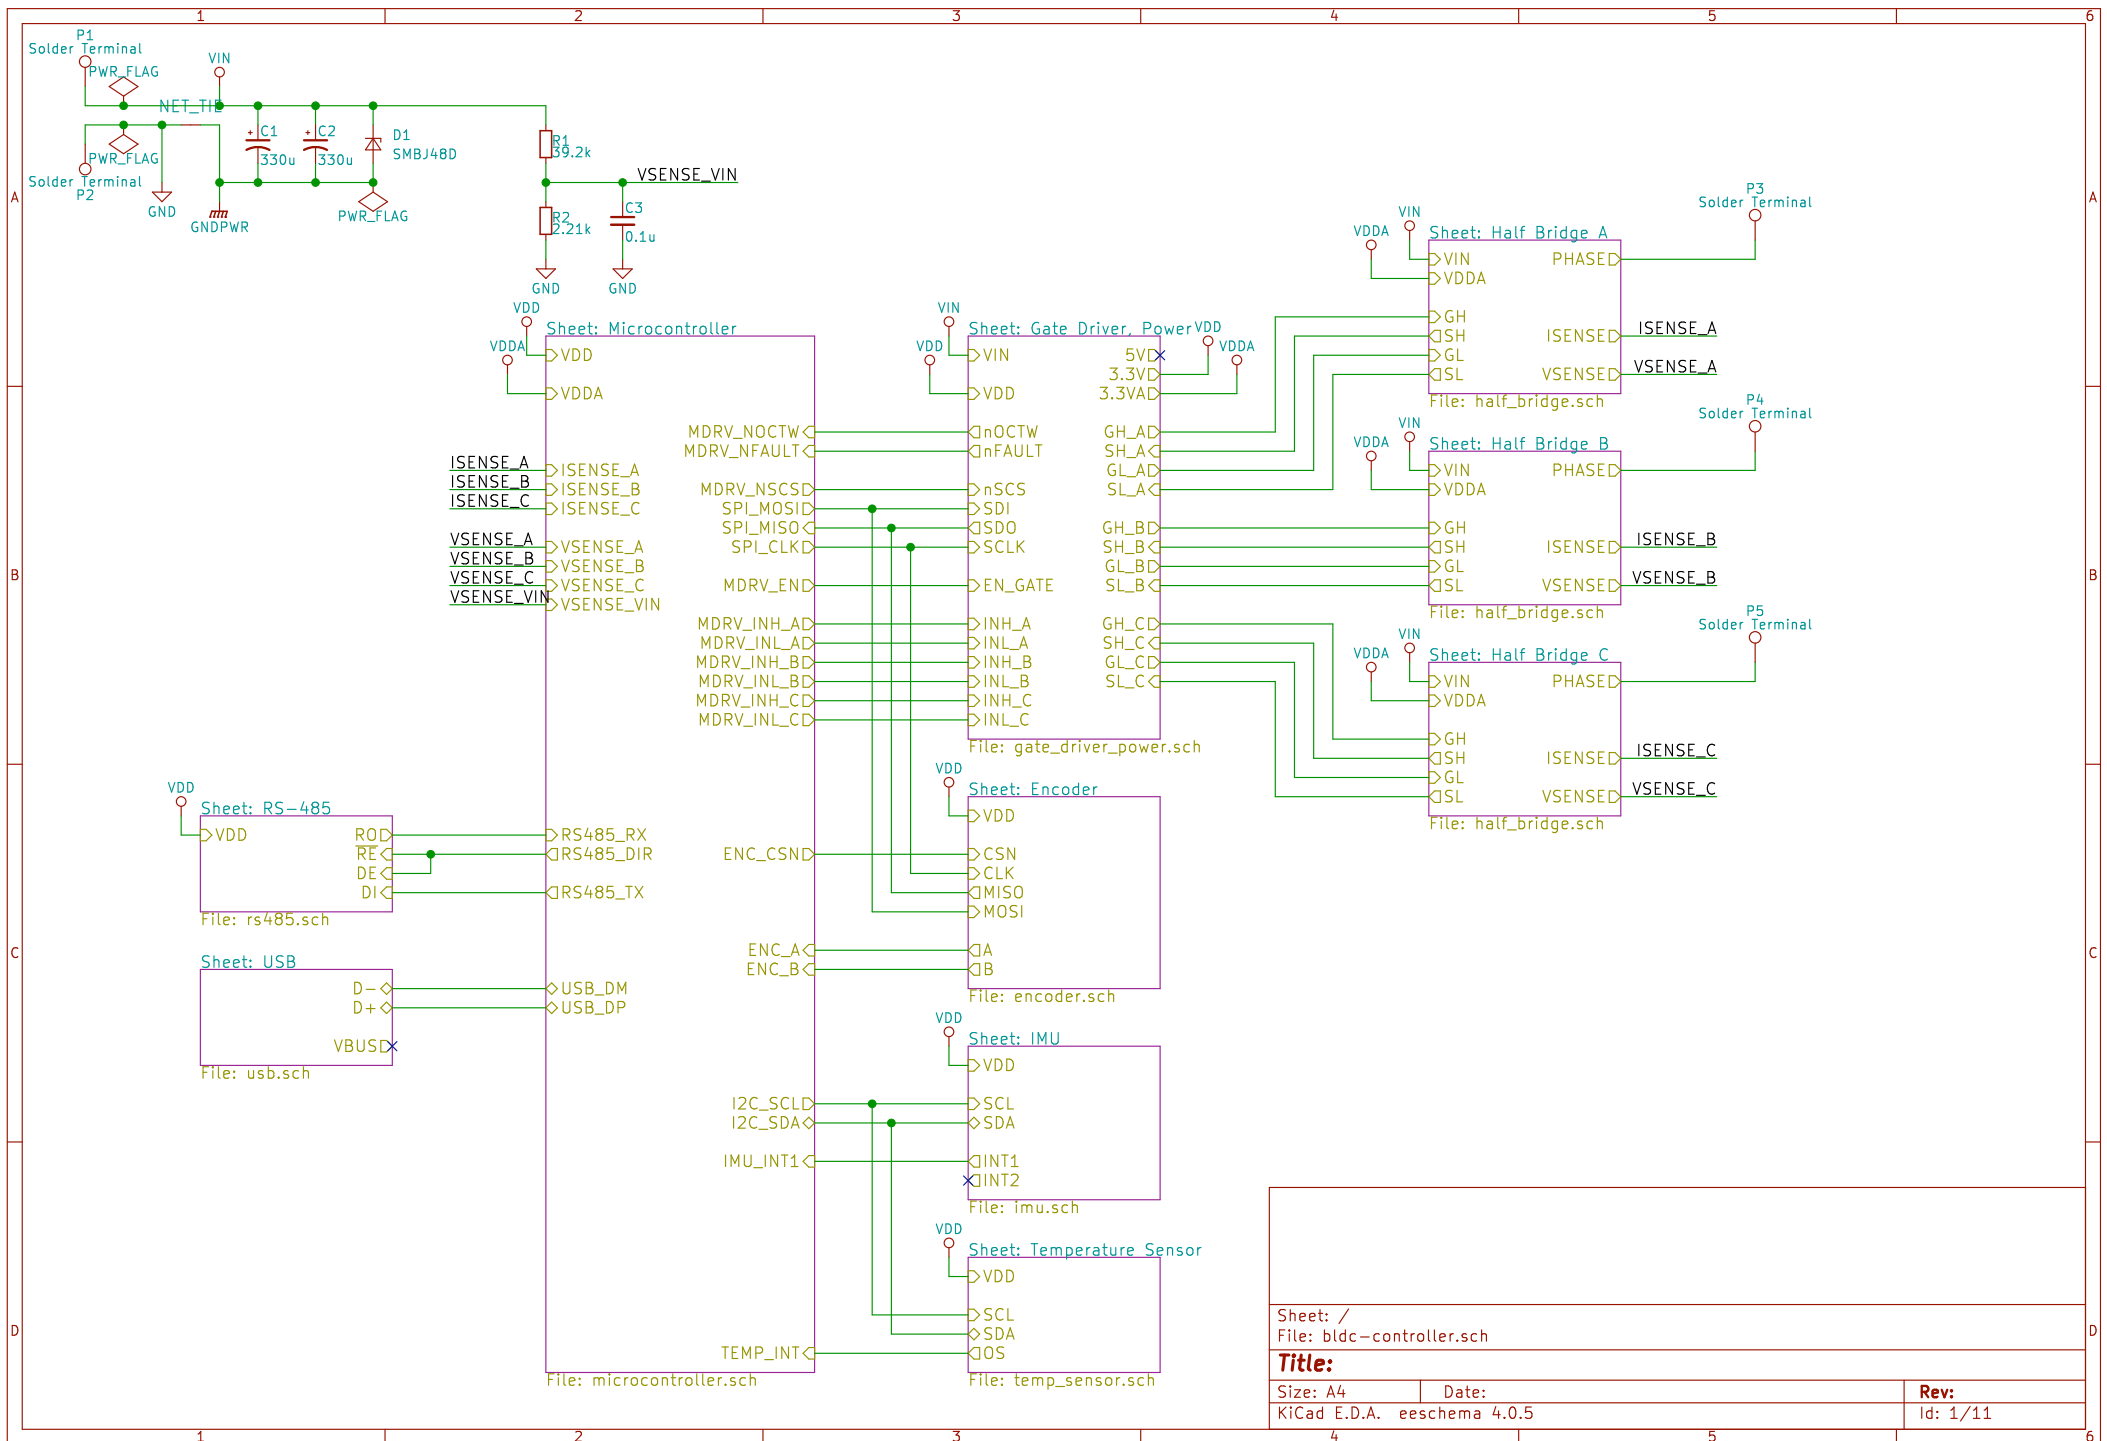 1 2 3 4 5 6
P1
Solder Terminal
PWR_FLAG
VIN
NET_TIE
PWR_FLAG
Solder Terminal
P2
GND
GNDPWR
C1
330u
C2
330u
D1
SMBJ48D
PWR_FLAG
R1
39.2k
VSENSE_VIN
R2
2.21k
C3
0.1u
GND
GND
A
A
B
B
C
C
D
D
VDD
VDDA
Sheet: Microcontroller
VDD
VDDA
ISENSE_A
ISENSE_B
ISENSE_C
VSENSE_A
VSENSE_B
VSENSE_C
VSENSE_VIN
ISENSE_A
ISENSE_B
ISENSE_C
VSENSE_A
VSENSE_B
VSENSE_C
VSENSE_VIN
RS485_RX
RS485_DIR
RS485_TX
USB_DM
USB_DP
MDRV_NOCTW
MDRV_NFAULT
MDRV_NSCS
SPI_MOSI
SPI_MISO
SPI_CLK
MDRV_EN
MDRV_INH_A
MDRV_INL_A
MDRV_INH_B
MDRV_INL_B
MDRV_INH_C
MDRV_INL_C
ENC_CSN
ENC_A
ENC_B
I2C_SCL
I2C_SDA
IMU_INT1
TEMP_INT
File: microcontroller.sch
VDD
Sheet: RS-485
VDD
RO
RE
DE
DI
File: rs485.sch
Sheet: USB
D-
D+
VBUS
File: usb.sch
VIN
VDD
Sheet: Gate Driver, Power
VDD
VDDA
VIN
VDD
nOCTW
nFAULT
nSCS
SDI
SDO
SCLK
EN_GATE
INH_A
INL_A
INH_B
INL_B
INH_C
INL_C
5V
3.3V
3.3VA
GH_A
SH_A
GL_A
SL_A
GH_B
SH_B
GL_B
SL_B
GH_C
SH_C
GL_C
SL_C
File: gate_driver_power.sch
VDD
Sheet: Encoder
VDD
CSN
CLK
MISO
MOSI
A
B
File: encoder.sch
VDD
Sheet: IMU
VDD
SCL
SDA
INT1
INT2
File: imu.sch
VDD
Sheet: Temperature Sensor
VDD
SCL
SDA
OS
File: temp_sensor.sch
VIN
VDDA
Sheet: Half Bridge A
VIN
VDDA
GH
SH
GL
SL
PHASE
ISENSE
VSENSE
File: half_bridge.sch
P3
Solder Terminal
ISENSE_A
VSENSE_A
VIN
VDDA
Sheet: Half Bridge B
VIN
VDDA
GH
SH
GL
SL
PHASE
ISENSE
VSENSE
File: half_bridge.sch
P4
Solder Terminal
ISENSE_B
VSENSE_B
VIN
VDDA
Sheet: Half Bridge C
VIN
VDDA
GH
SH
GL
SL
PHASE
ISENSE
VSENSE
File: half_bridge.sch
P5
Solder Terminal
ISENSE_C
VSENSE_C
Sheet: /
File: bldc-controller.sch
Title:
Size: A4 Date: Rev:
KiCad E.D.A. eeschema 4.0.5 Id: 1/11
1 2 3 4 5 6